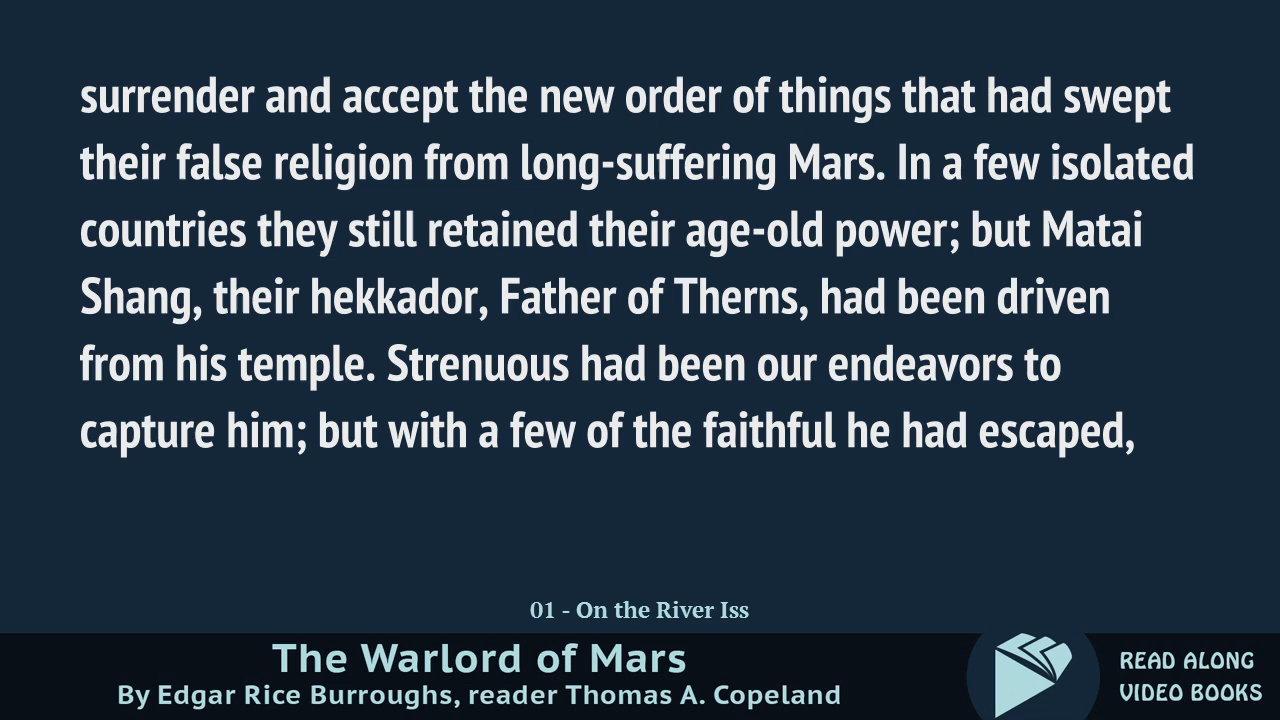 surrender and accept the new order of things that had swept
their false religion from long-suffering Mars. In a few isolated
countries they still retained their age-old power; but Matai
Shang, their hekkador, Father of Therns, had been driven
from his temple. Strenuous had been our endeavors to
capture him; but with a few of the faithful he had escaped,
01 - On the River Iss
The Warlord of Mars
By Edgar Rice Burroughs, reader Thomas A. Copeland
READ ALONG
VIDEO BOOKS